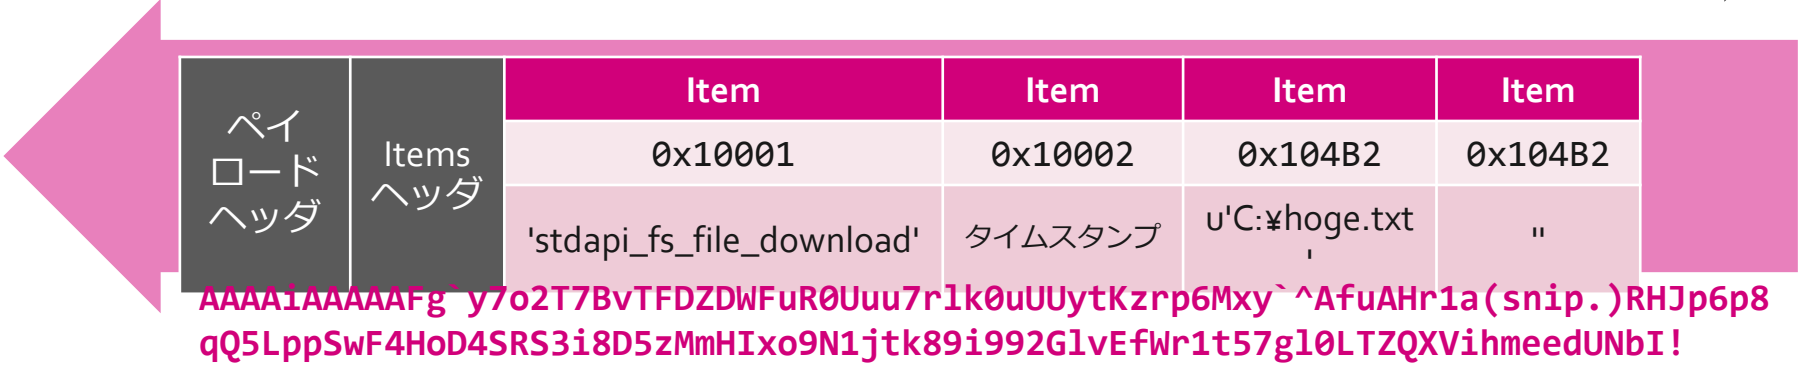 ペイ
ロード
ヘッダ
Items
ヘッダ
Item Item Item Item
0x10001 0x10002 0x104B2 0x104B2
'stdapi_fs_file_download' タイムスタンプ u'C:¥hoge.txt
' ''
AAAAiAAAAAFg`y7o2T7BvTFDZDWFuR0Uuu7rlk0uUUytKzrp6Mxy`^AfuAHr1a(snip.)RHJp6p8
qQ5LppSwF4HoD4SRS3i8D5zMmHIxo9N1jtk89i992GlvEfWr1t57gl0LTZQXVihmeedUNbI!